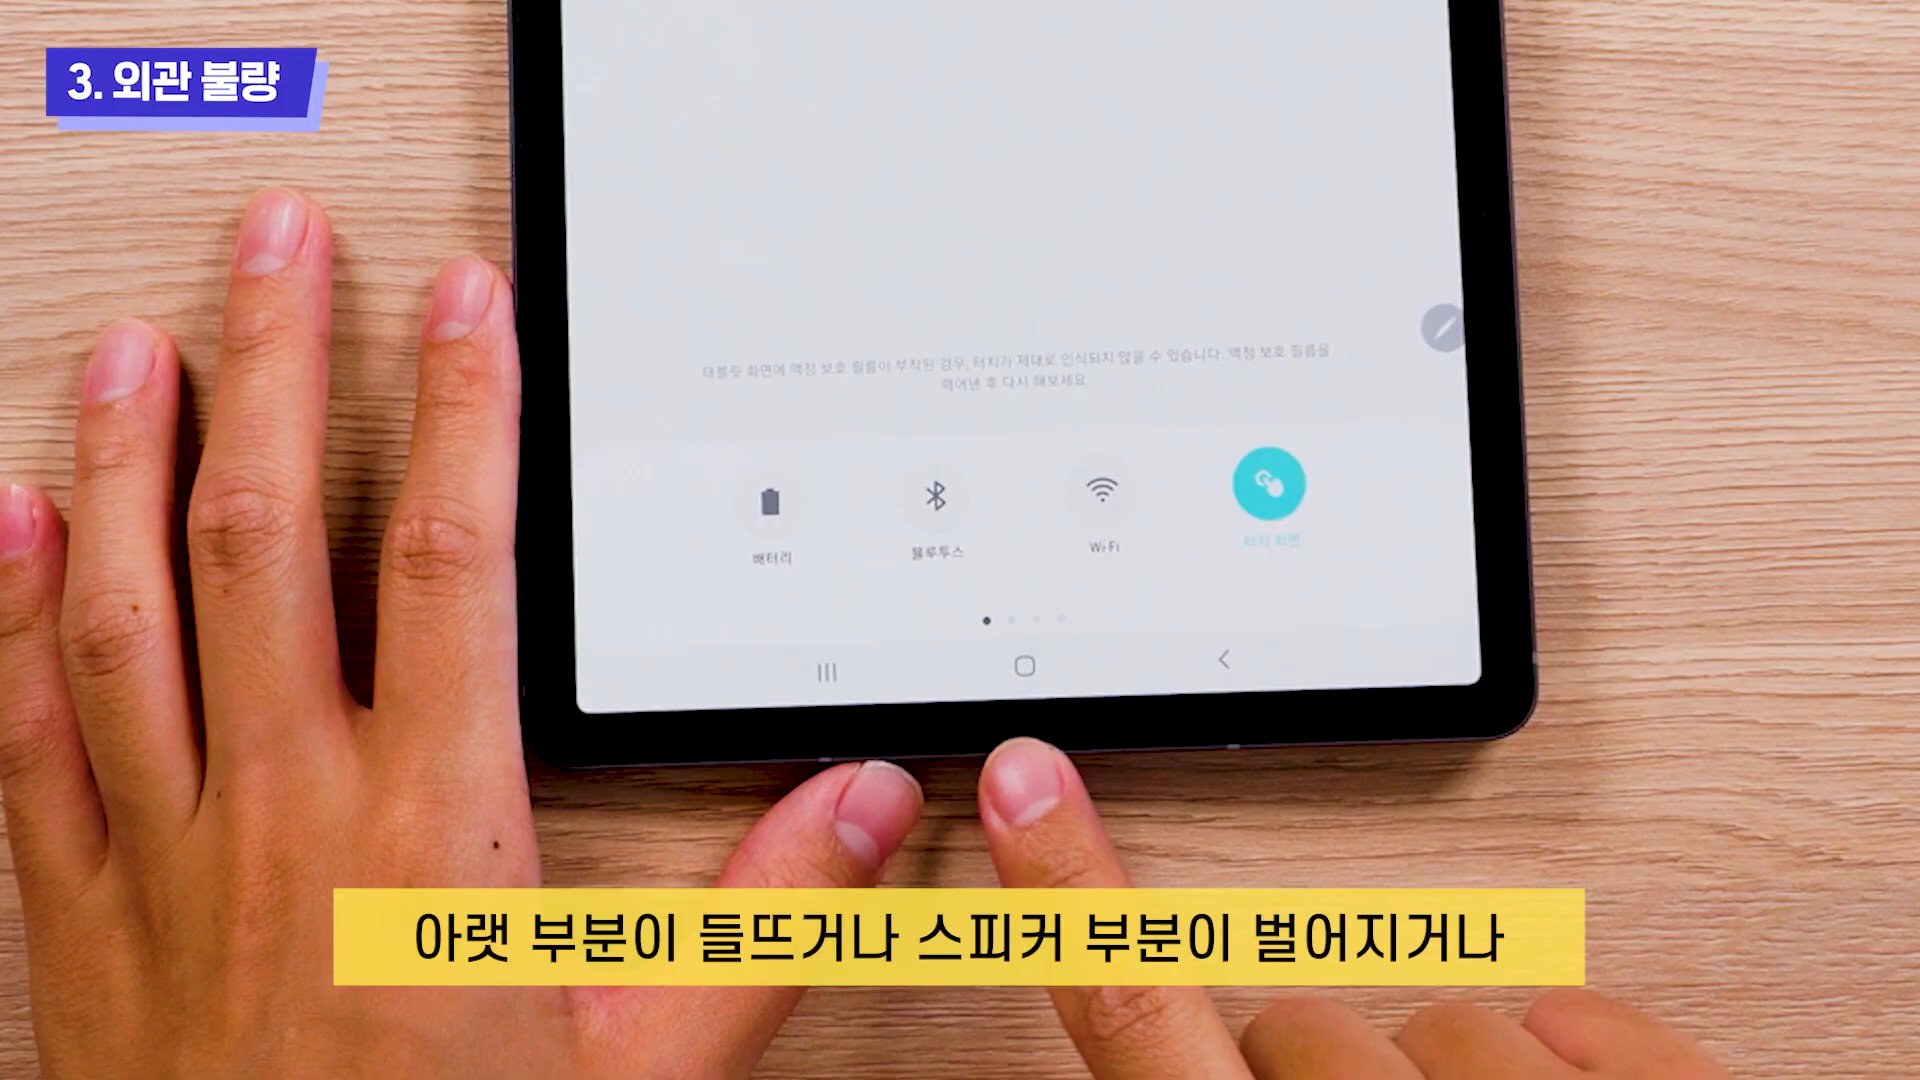 3. 외관 불량
태블릿 화면에 액정 보호 필름이 부착된 경우, 터치가 제대로 인식되지 않을 수 있습니다. 액정 보호 필름을
떼어낸 후 다시 해보세요.
배터리
블루투스
Wi-Fi
터치 화면
아랫 부분이 들뜨거나 스피커 부분이 벌어지거나